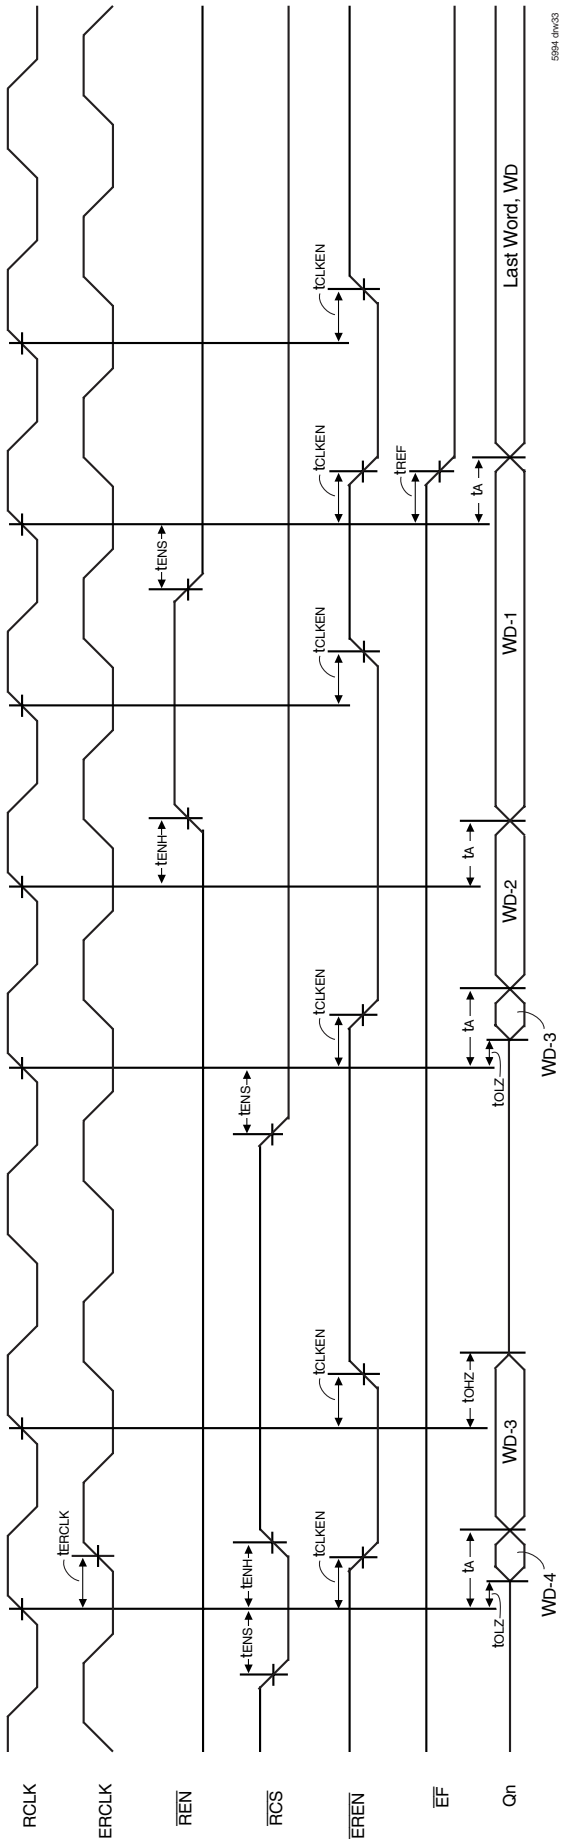 RCLK
ERCLK
tERCLK
REN
tENH
tENS
RCS
tENS
tENH
tENS
EREN
tCLKEN
tCLKEN
tCLKEN
tCLKEN
tCLKEN
tCLKEN
EF
tREF
Qn
tOLZ
tA
WD-4
WD-3
tOHZ
tOLZ
tA
WD-3
WD-2
tA
WD-1
tA
Last Word, WD
5994 drw33